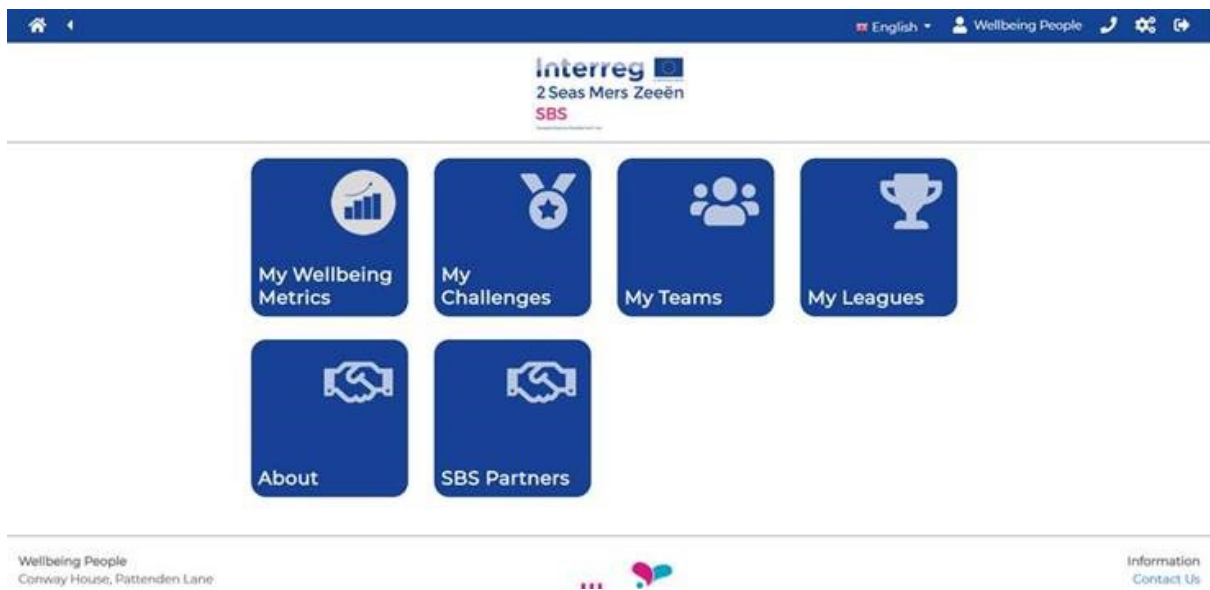 English
Wellbeing People
Interreg
2 Seas Mers Zeeën
SBS
My Wellbeing
Metrics
My
Challenges
My Teams
My Leagues
About
SBS Partners
Wellbeing People
Conway House, Pattenden Lane
Information
Contact Us